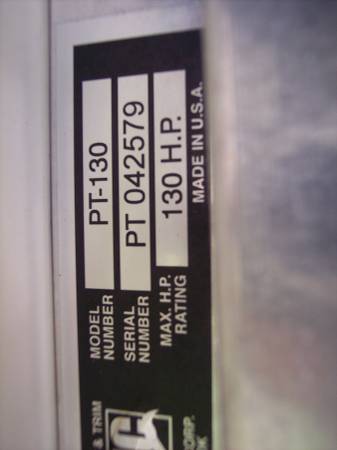 & TRIM
C
CORP.
MODEL
NUMBER
PT-130
SERIAL
NUMBER
PT 042579
MAX. H.P.
RATING
130 H.P.
MADE IN U.S.A.